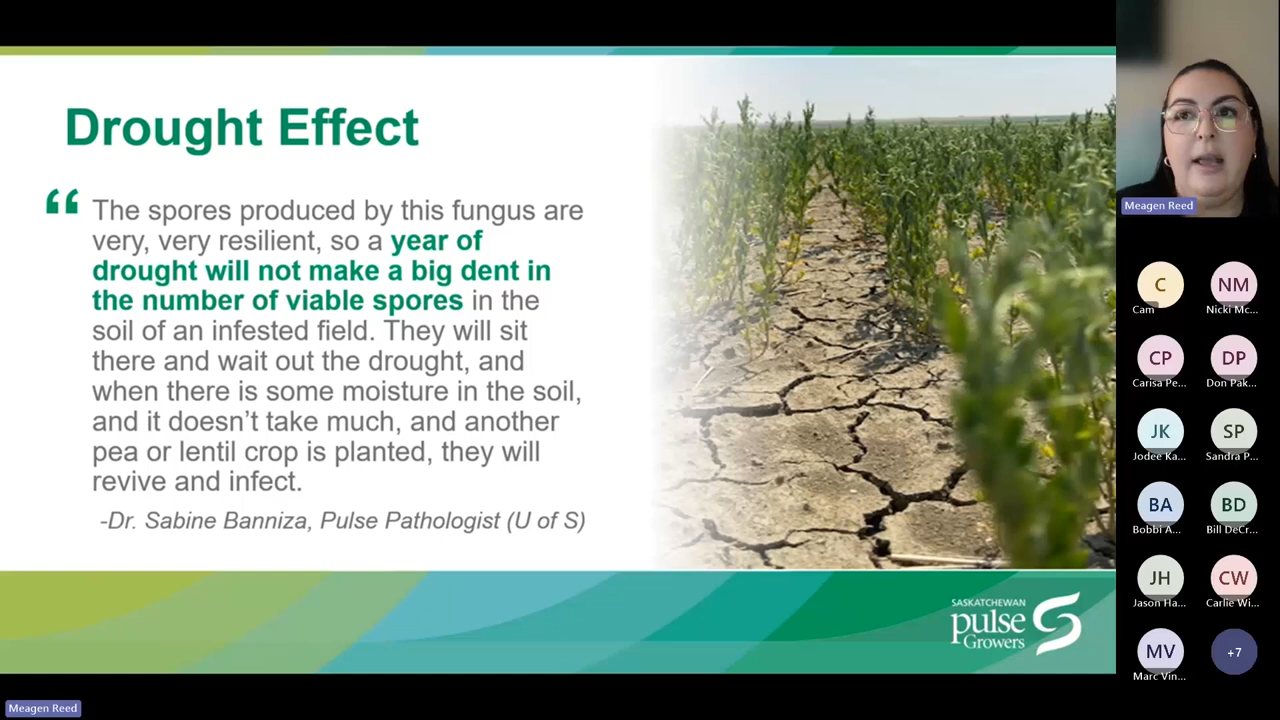 Drought Effect
“
The spores produced by this fungus are
very, very resilient, so a year of
drought will not make a big dent in
the number of viable spores in the
soil of an infested field. They will sit
there and wait out the drought, and
when there is some moisture in the soil,
and it doesn’t take much, and another
pea or lentil crop is planted, they will
revive and infect.
-Dr. Sabine Banniza, Pulse Pathologist (U of S)
SASKATCHEWAN
pulse
Growers
Meagen Reed
C
Cam
NM
Nicki Mc...
CP
Carisa Pe...
DP
Don Pak...
JK
Jodee Ka...
SP
Sandra P...
BA
Bobbi A...
BD
Bill DeCr...
JH
Jason Ha...
CW
Carlie Wi...
MV
Marc Vin...
+7
Meagen Reed